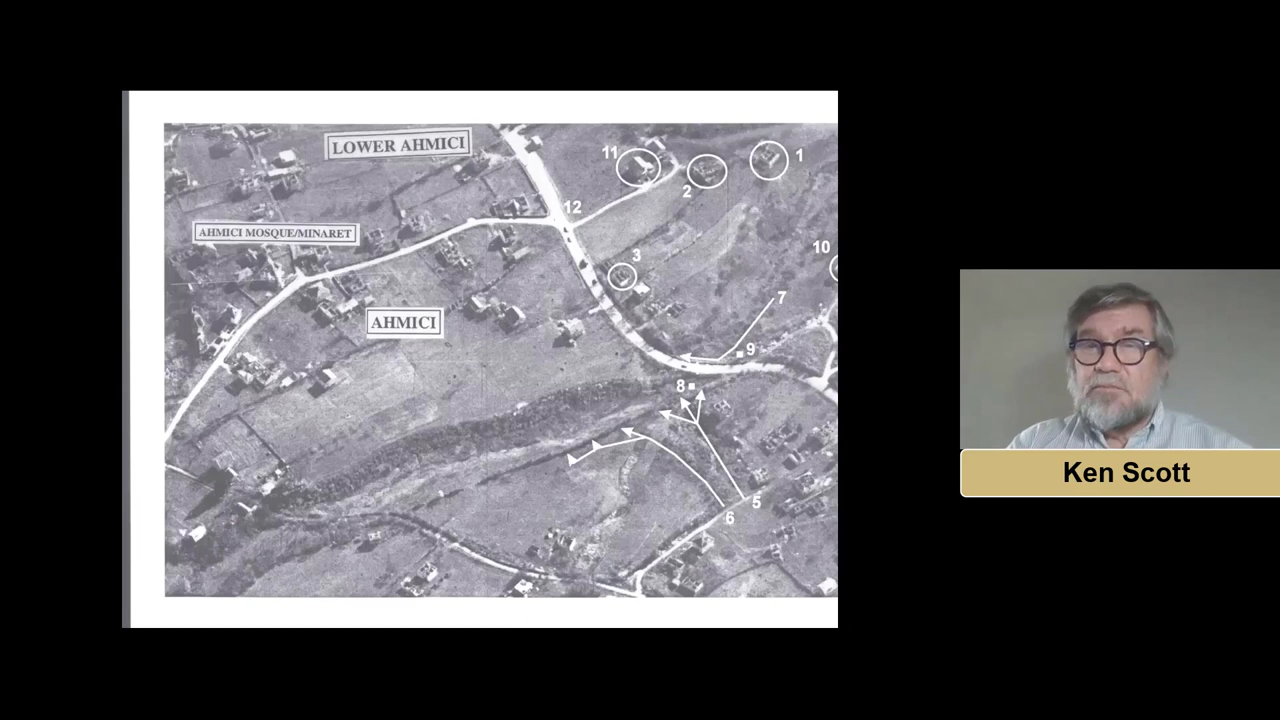 LOWER AHMICI
11
1
2
12
AHMICI MOSQUE/MINARET
3
10
7
AHMICI
9
8
5
6
Ken Scott